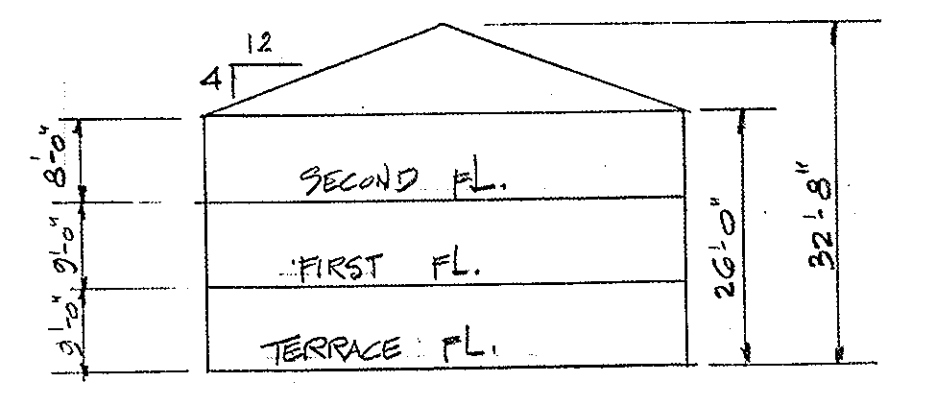 12
4
8'-0"
SECOND FL.
9'-0"
FIRST FL.
9'-0"
TERRACE FL.
26'-0"
32'-8"